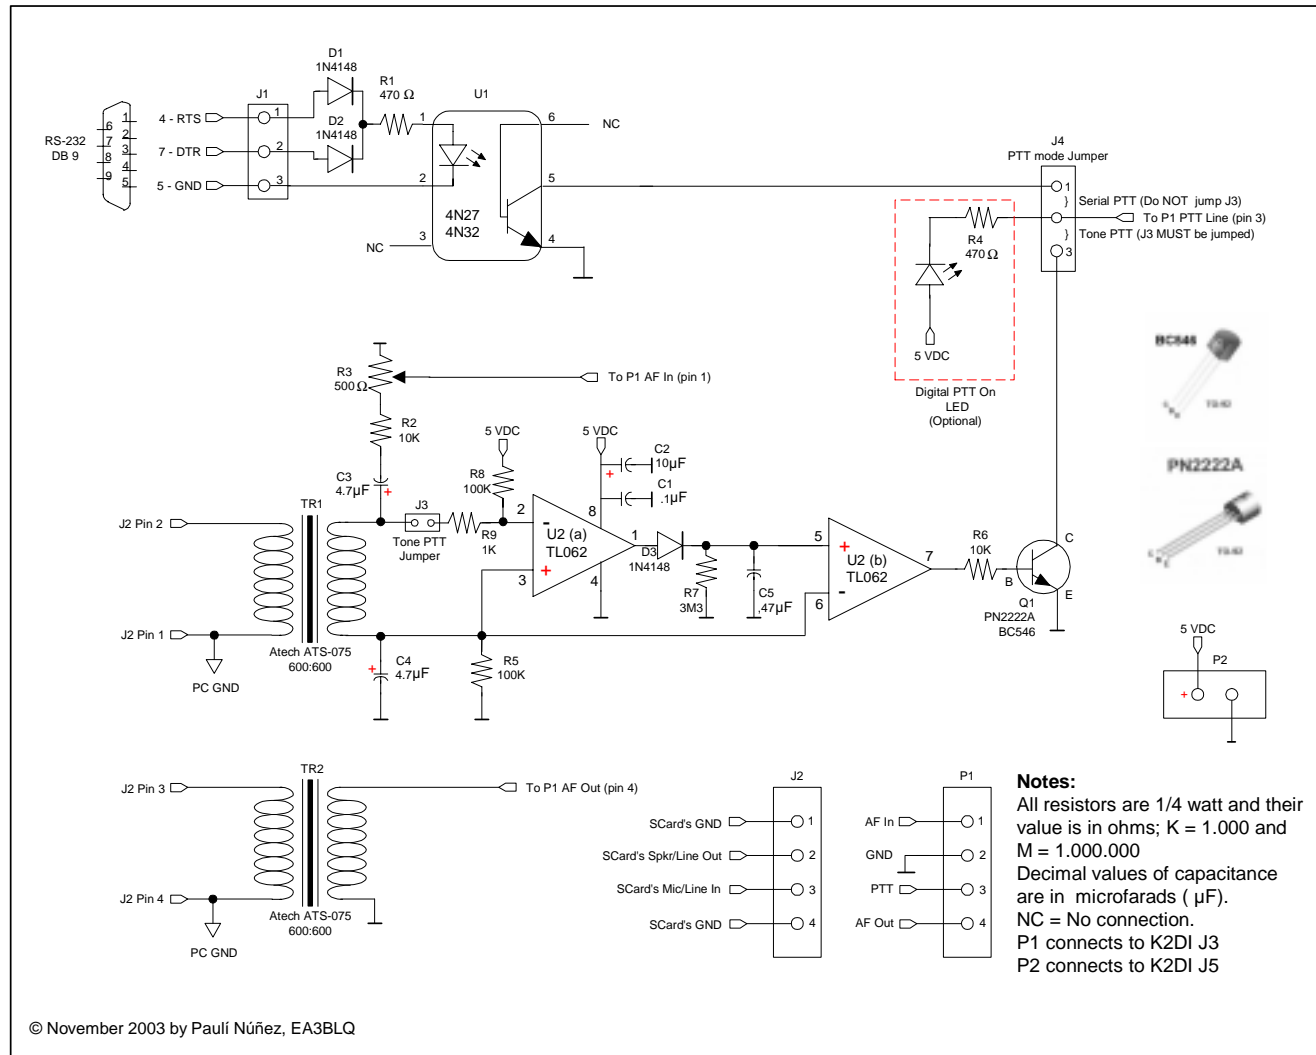 D1
1N4148
R1
470 Ω
J1
U1
RS-232
DB 9
1
6
2
7
3
8
4
9
5
4 - RTS
7 - DTR
5 - GND
1
2
3
D2
1N4148
1
2
3
NC
4N27
4N32
6
NC
5
4
J4
PTT mode Jumper
1
} Serial PTT (Do NOT jump J3)
To P1 PTT Line (pin 3)
} Tone PTT (J3 MUST be jumped)
3
R4
470 Ω
5 VDC
Digital PTT On
LED
(Optional)
BC546
TO-92
PN2222A
TO-92
R3
500 Ω
To P1 AF In (pin 1)
R2
10K
C3
4.7µF
+
J3
Tone PTT
Jumper
5 VDC
R8
100K
R9
1K
5 VDC
C2
10µF
+
C1
.1µF
2
-
8
U2 (a)
TL062
+
3
1
4
D3
1N4148
R7
3M3
C5
,47µF
5
+
U2 (b)
TL062
-
6
7
R6
10K
B
C
E
Q1
PN2222A
BC546
TR1
J2 Pin 2
J2 Pin 1
PC GND
Atech ATS-075
600:600
+
C4
4.7µF
R5
100K
5 VDC
P2
+
TR2
J2 Pin 3
To P1 AF Out (pin 4)
J2 Pin 4
PC GND
Atech ATS-075
600:600
J2
SCard's GND
1
SCard's Spkr/Line Out
2
SCard's Mic/Line In
3
SCard's GND
4
P1
AF In
1
GND
2
PTT
3
AF Out
4
Notes:
All resistors are 1/4 watt and their
value is in ohms; K = 1.000 and
M = 1.000.000
Decimal values of capacitance
are in microfarads ( µF).
NC = No connection.
P1 connects to K2DI J3
P2 connects to K2DI J5
© November 2003 by Paulí Núñez, EA3BLQ